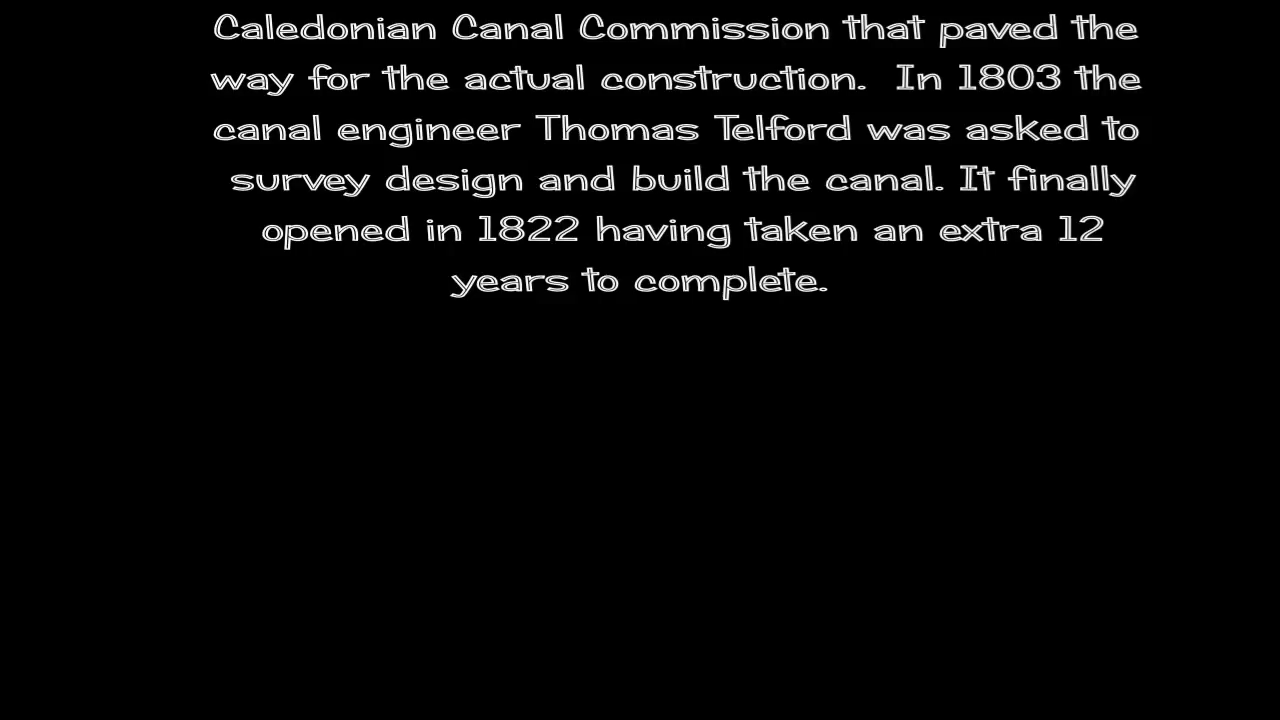 Caledonian Canal Commission that paved the
way for the actual construction.  In 1803 the
canal engineer Thomas Telford was asked to
survey design and build the canal. It finally
opened in 1822 having taken an extra 12
years to complete.